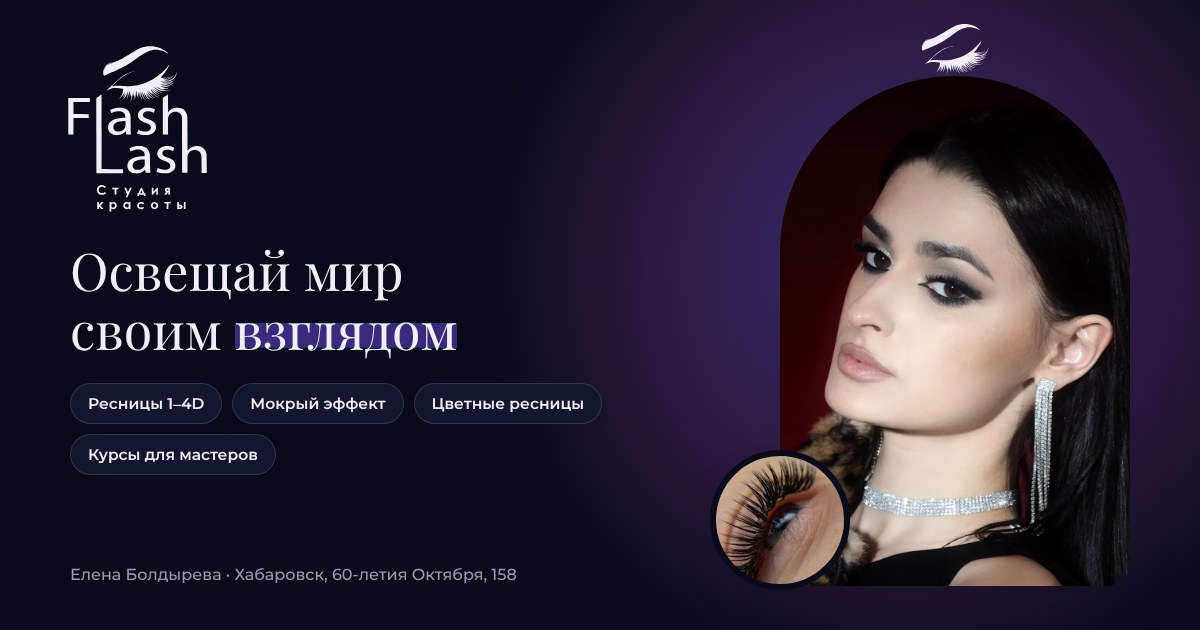 Flash
Lash
Студия
красоты
Освещай мир
своим взглядом
Ресницы 1–4D
Мокрый эффект
Цветные ресницы
Курсы для мастеров
Елена Болдырева · Хабаровск, 60-летия Октября, 158